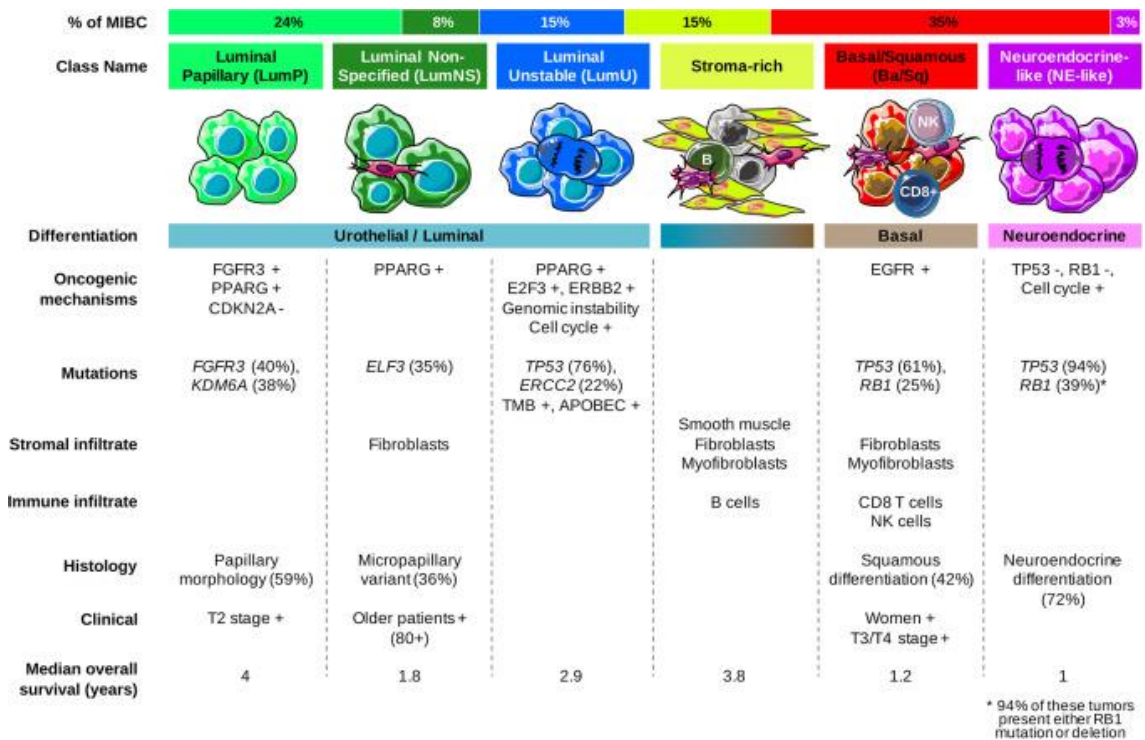 % of MIBC
24%
8%
15%
15%
35%
3%
Class Name
Luminal
Papillary (LumP)
Luminal Non-
Specified (LumNS)
Luminal
Unstable (LumU)
Stroma-rich
Basal/Squamous
(Ba/Sq)
Neuroendocrine-
like (NE-like)
B
NK
CD8+
Differentiation
Urothelial / Luminal
Basal
Neuroendocrine
Oncogenic
mechanisms
FGFR3 +
PPARG +
CDKN2A -
PPARG +
PPARG +
E2F3 +, ERBB2 +
Genomic instability
Cell cycle +
EGFR +
TP53 -, RB1 -,
Cell cycle +
Mutations
FGFR3 (40%),
KDM6A (38%)
ELF3 (35%)
TP53 (76%),
ERCC2 (22%)
TMB +, APOBEC +
TP53 (61%),
RB1 (25%)
TP53 (94%)
RB1 (39%)*
Stromal infiltrate
Fibroblasts
Smooth muscle
Fibroblasts
Myofibroblasts
Fibroblasts
Myofibroblasts
Immune infiltrate
B cells
CD8 T cells
NK cells
Histology
Papillary
morphology (59%)
Micropapillary
variant (36%)
Squamous
differentiation (42%)
Neuroendocrine
differentiation
(72%)
Clinical
T2 stage +
Older patients +
(80+)
Women +
T3/T4 stage +
Median overall
survival (years)
4
1.8
2.9
3.8
1.2
1
* 94% of these tumors
present either RB1
mutation or deletion